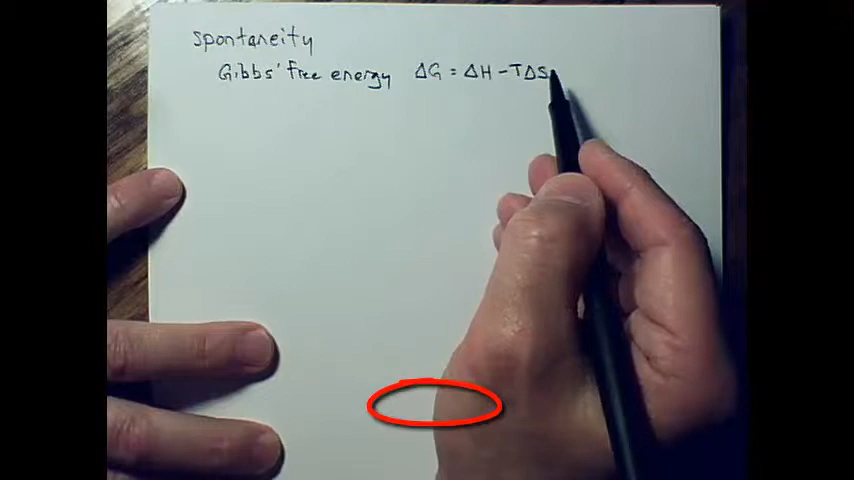 spontaneity
Gibbs' free energy ΔG = ΔH - TΔS